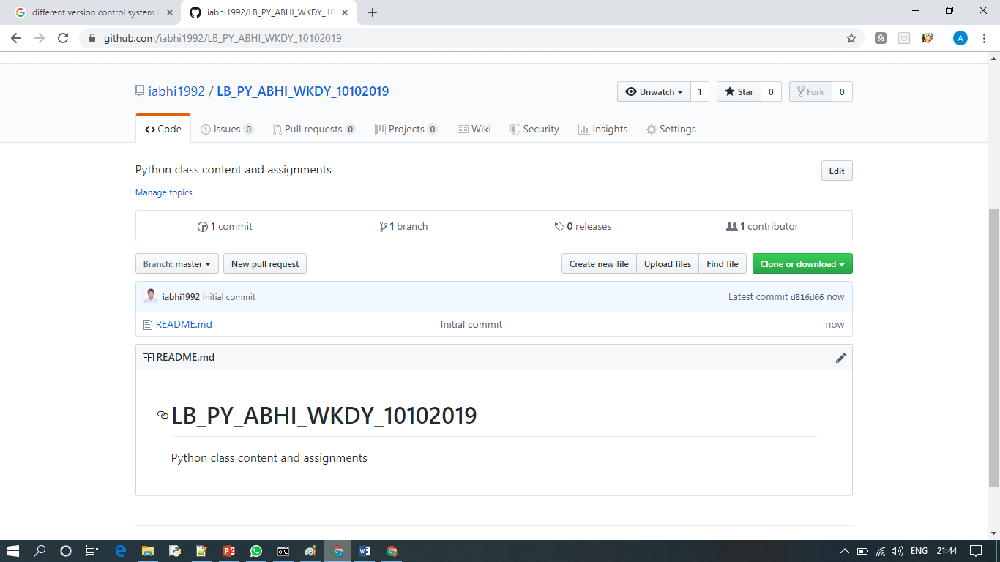 different version control system i
iabhi1992/LB_PY_ABHI_WKDY_10
github.com/iabhi1992/LB_PY_ABHI_WKDY_10102019
A
iabhi1992 / LB_PY_ABHI_WKDY_10102019
Unwatch 1 Star 0 Fork 0
Code Issues 0 Pull requests 0 Projects 0 Wiki Security Insights Settings
Python class content and assignments
Edit
Manage topics
1 commit 1 branch 0 releases 1 contributor
Branch: master New pull request Create new file Upload files Find file Clone or download
iabhi1992 Initial commit Latest commit d816d06 now
README.md Initial commit now
README.md
LB_PY_ABHI_WKDY_10102019
Python class content and assignments
ENG 21:44